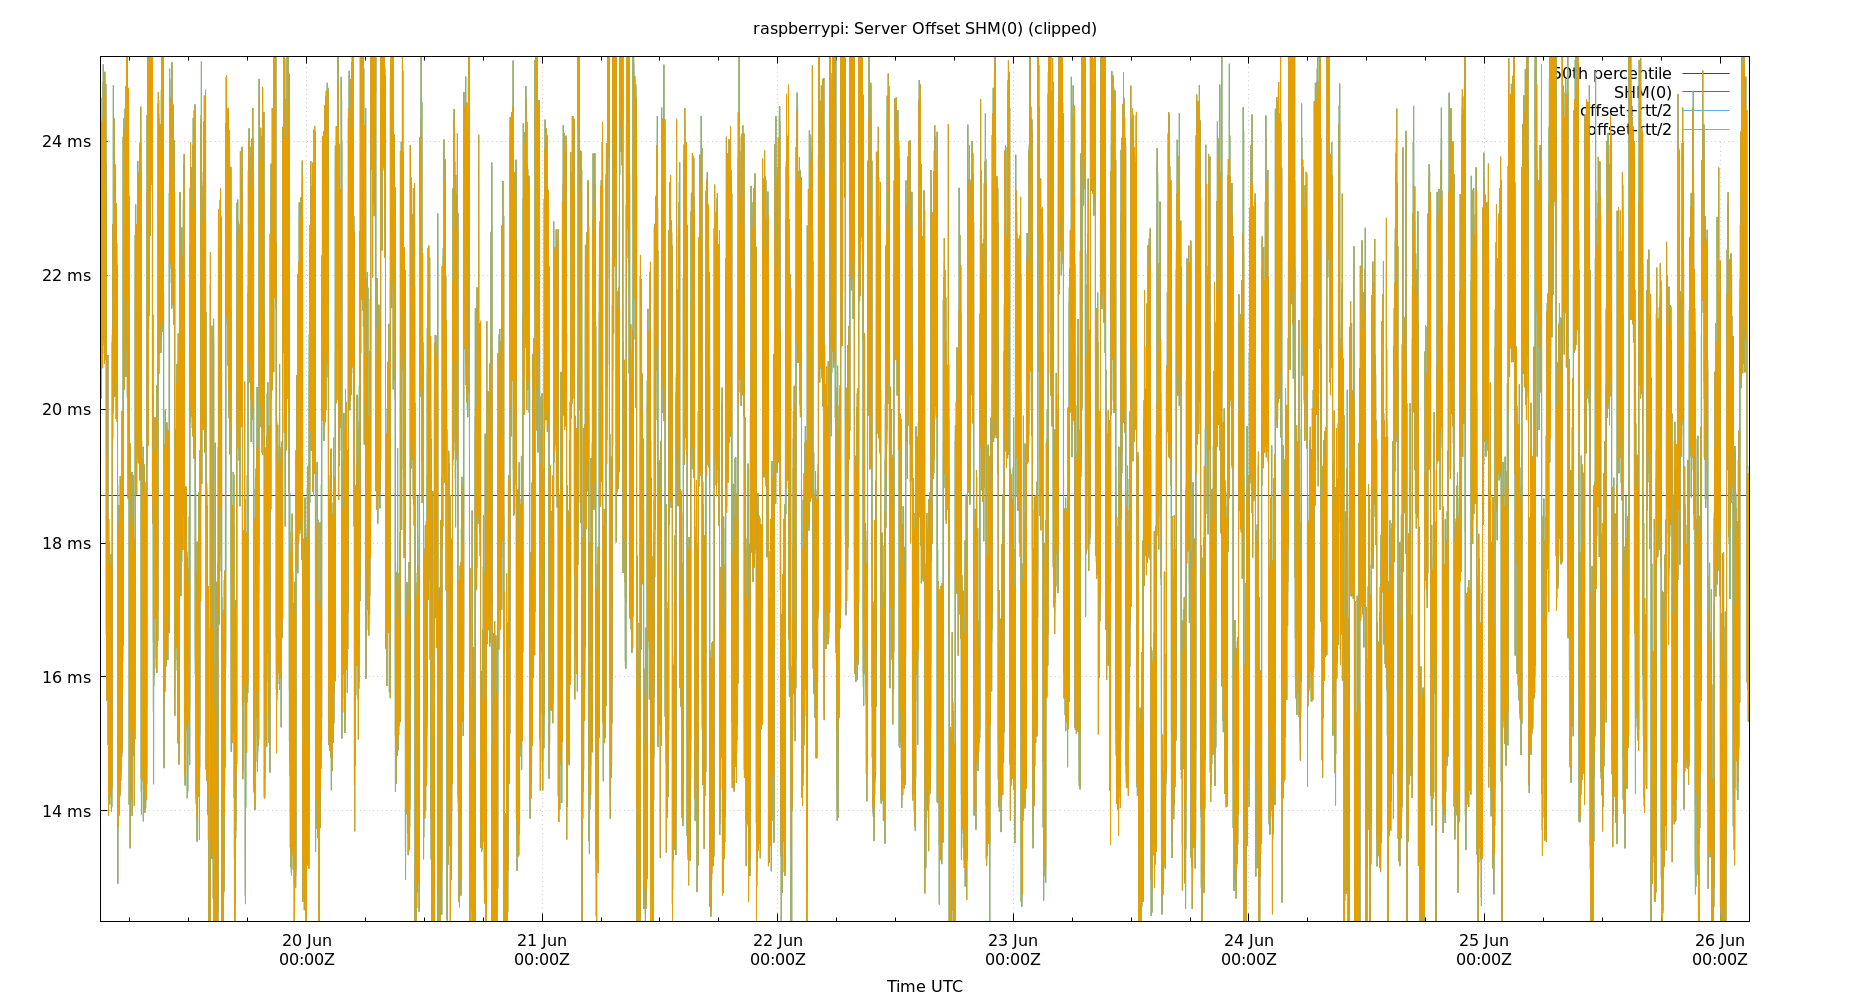 raspberrypi: Server Offset SHM(0) (clipped)
50th percentile
SHM(0)
offset+rtt/2
offset-rtt/2
24 ms
22 ms
20 ms
18 ms
16 ms
14 ms
20 Jun 21 Jun 22 Jun 23 Jun 24 Jun 25 Jun 26 Jun
00:00Z 00:00Z 00:00Z 00:00Z 00:00Z 00:00Z 00:00Z
Time UTC